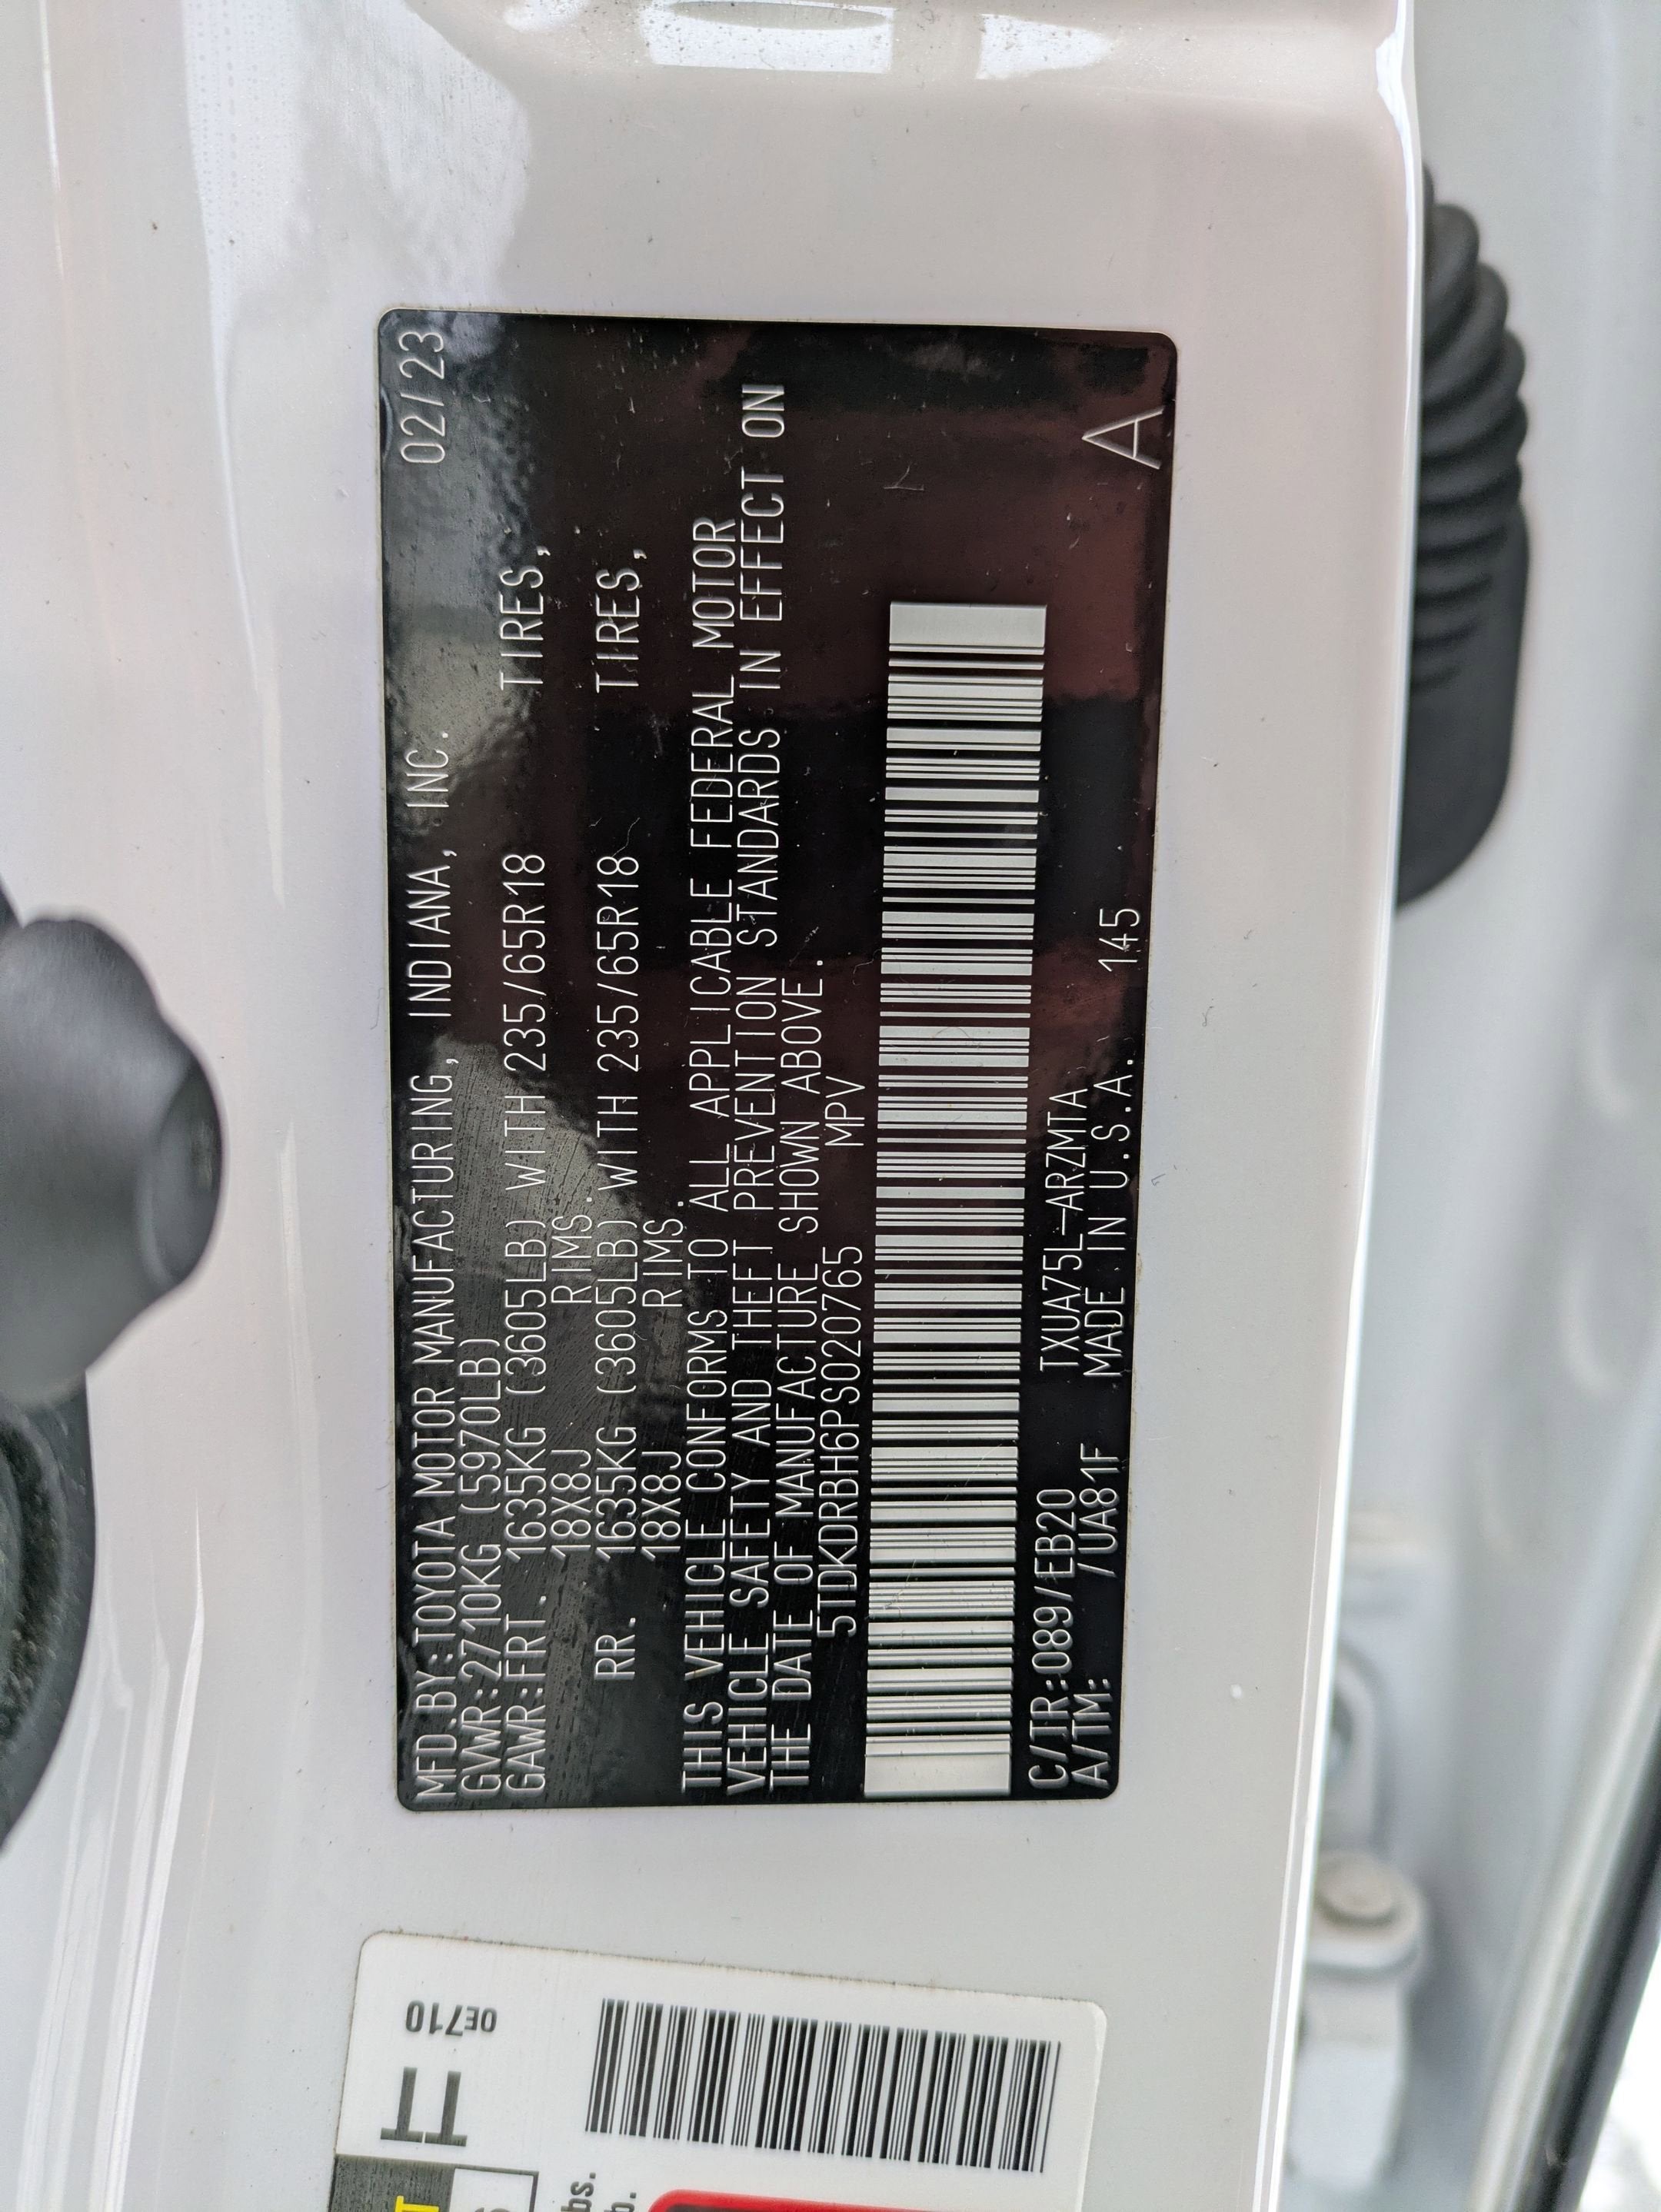 MFD.BY:TOYOTA MOTOR MANUFACTURING, INDIANA, INC. 02/23
GVWR:2710KG (5970LB)
GAWR:FRT. 1635KG (3605LB) WITH 235/65R18 TIRES,
18X8J RIMS.
RR. 1635KG (3605LB) WITH 235/65R18 TIRES,
18X8J RIMS.
THIS VEHICLE CONFORMS TO ALL APPLICABLE FEDERAL MOTOR
VEHICLE SAFETY AND THEFT PREVENTION STANDARDS IN EFFECT ON
THE DATE OF MANUFACTURE SHOWN ABOVE.
5TDKDRBH6PS020765 MPV
C/TR:089/EB20 TXUA75L-ARZMTA
A/TM: /UA81F MADE IN U.S.A. 145 A
0E710